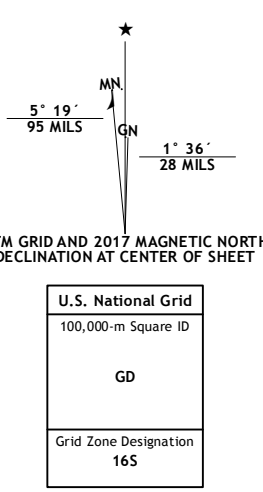 ★
MN.
5° 19´
95 MILS
GN
1° 36´
28 MILS
TM GRID AND 2017 MAGNETIC NORTH
DECLINATION AT CENTER OF SHEET
U.S. National Grid
100,000-m Square ID
GD
Grid Zone Designation
16S